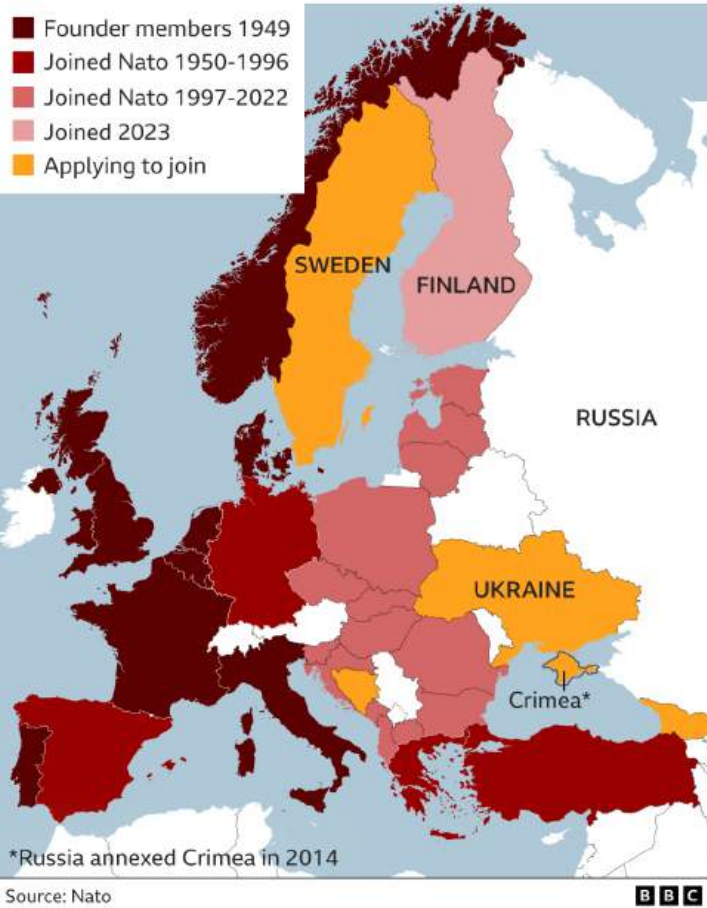 Founder members 1949
Joined Nato 1950-1996
Joined Nato 1997-2022
Joined 2023
Applying to join
SWEDEN
FINLAND
RUSSIA
UKRAINE
Crimea*
*Russia annexed Crimea in 2014
Source: Nato
BBC